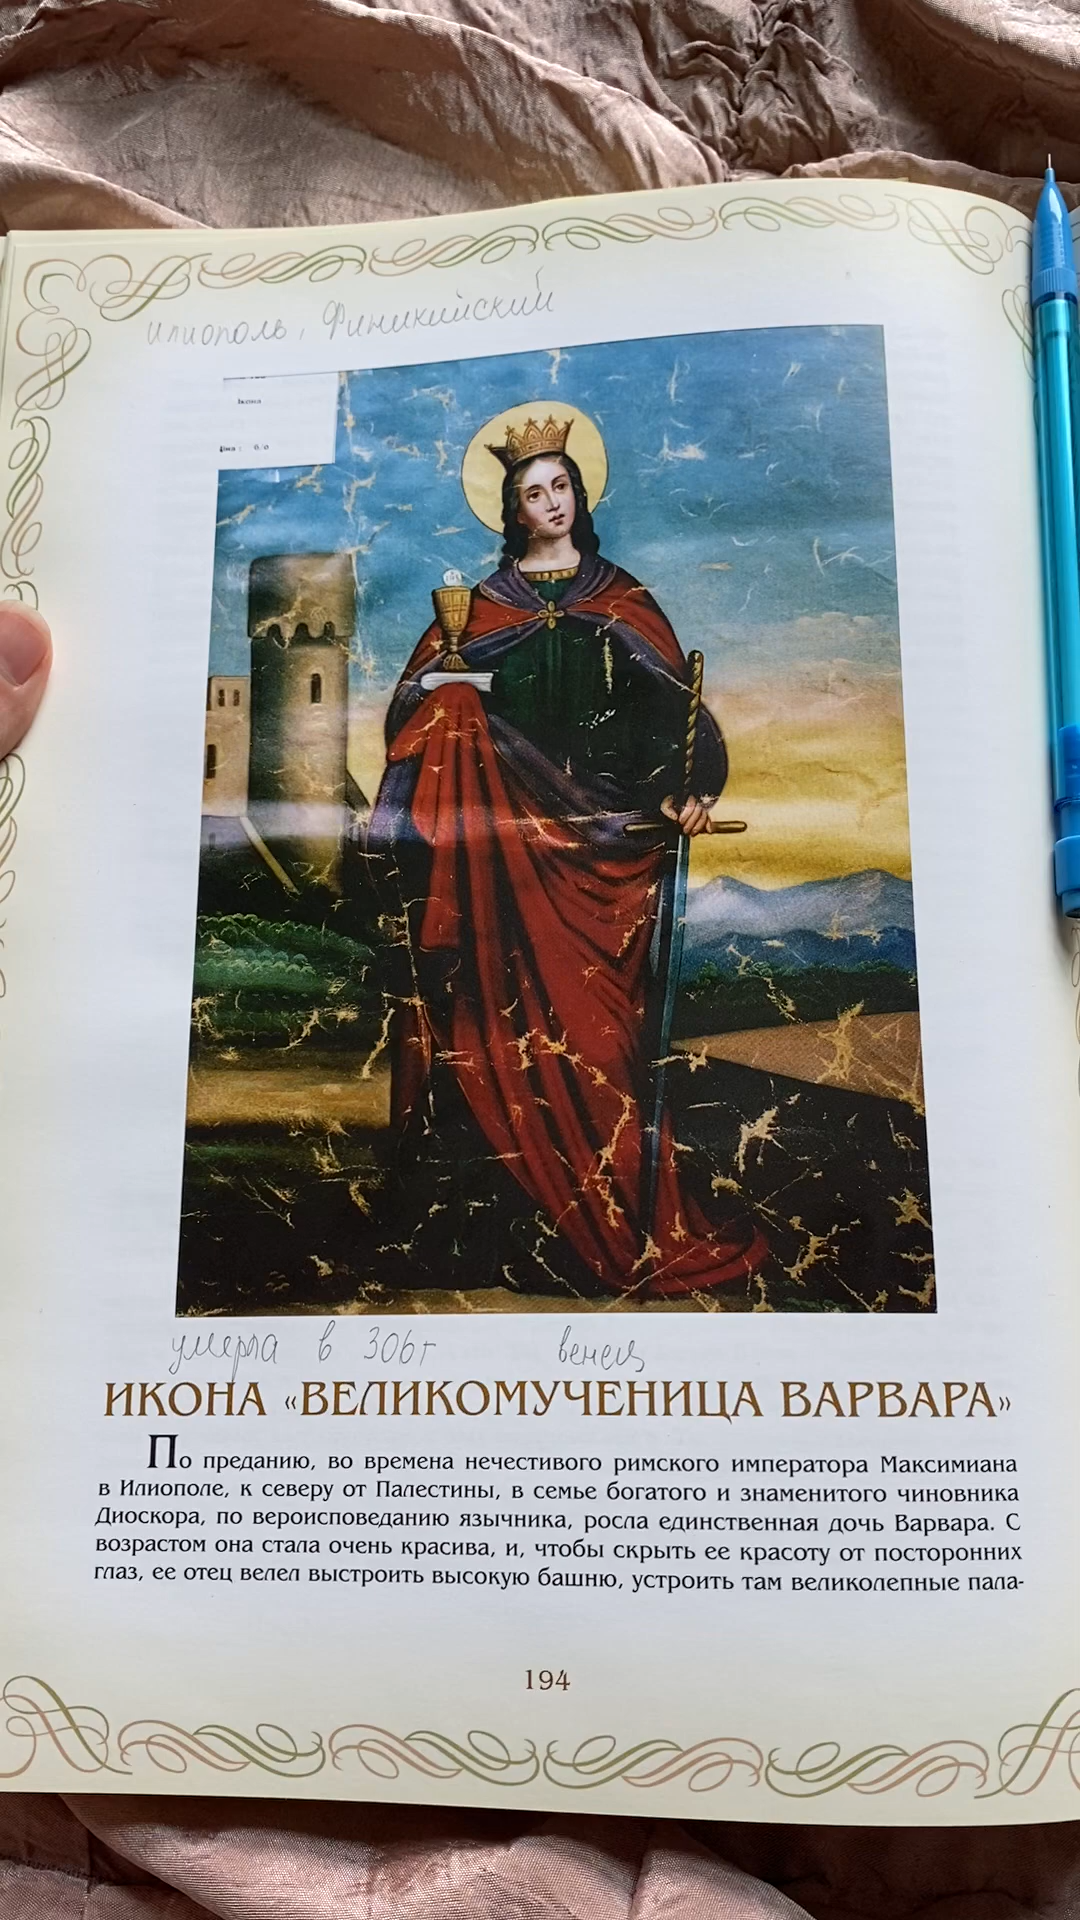 илиополь, Финикийский
Iкона
ИКОНА «ВЕЛИКОМУЧЕНИЦА ВАРВАРА»
умерла в 306г венец
По преданию, во времена нечестивого римского императора Максимиана
в Илиополе, к северу от Палестины, в семье богатого и знаменитого чиновника
Диоскора, по вероисповеданию язычника, росла единственная дочь Варвара. С
возрастом она стала очень красива, и, чтобы скрыть ее красоту от посторонних
глаз, ее отец велел выстроить высокую башню, устроить там великолепные пала-
194